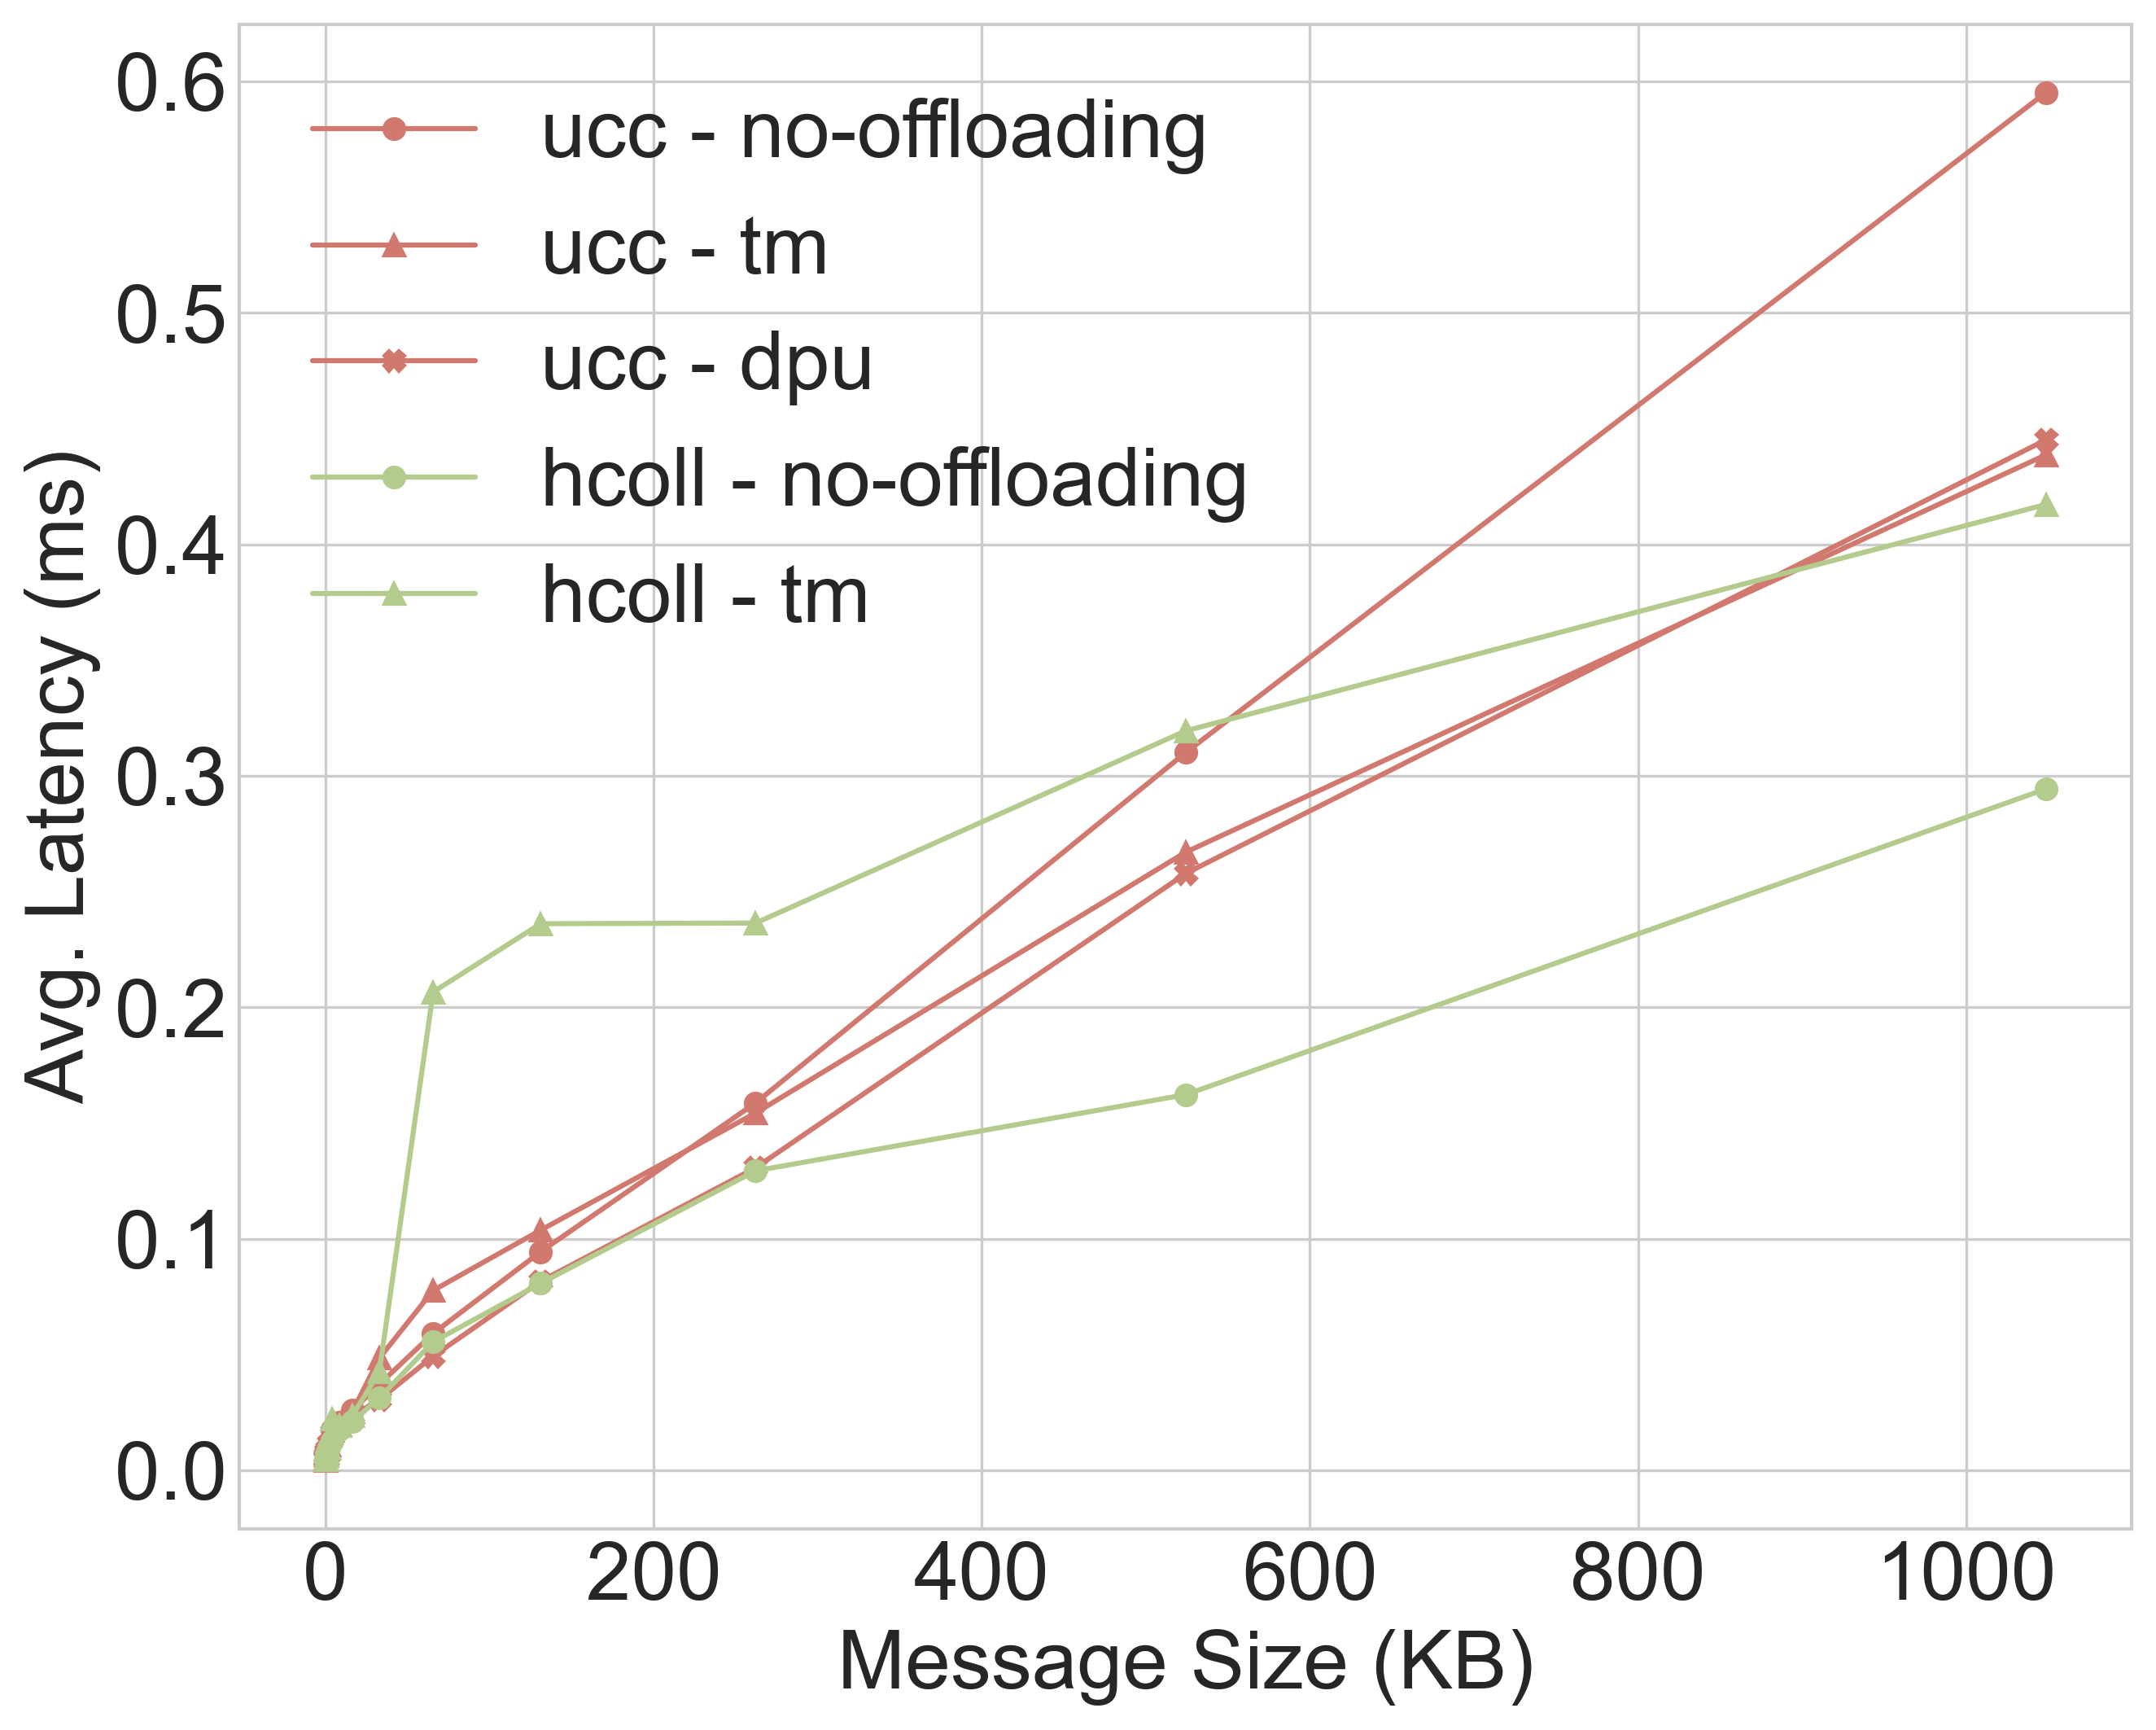 0.6
0.5
0.4
0.3
0.2
0.1
0.0
Avg. Latency (ms)
ucc - no-offloading
ucc - tm
ucc - dpu
hcoll - no-offloading
hcoll - tm
0 200 400 600 800 1000
Message Size (KB)